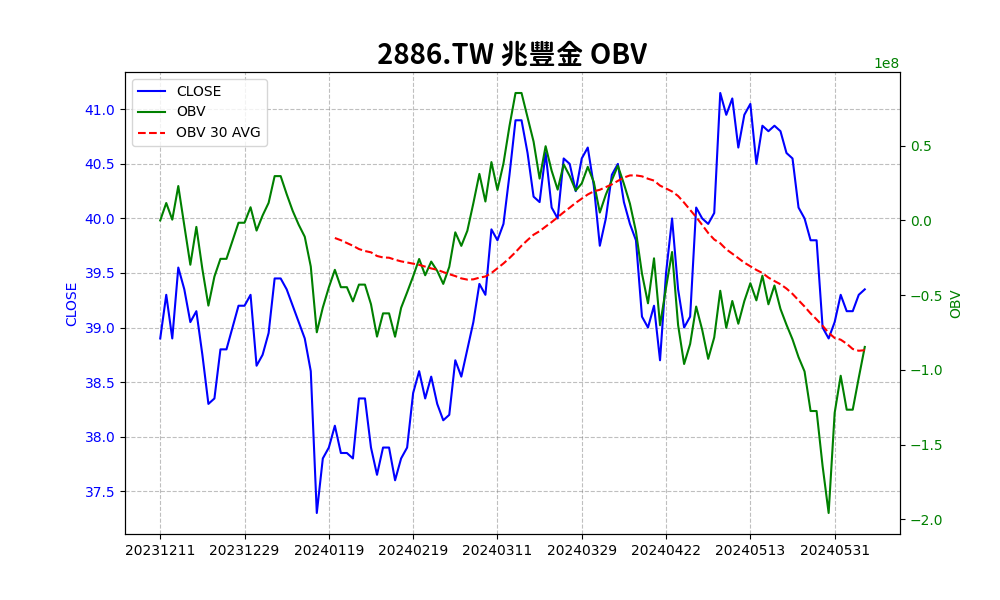 2886.TW 兆豐金 OBV
1e8
CLOSE
OBV
OBV 30 AVG
41.0
40.5
40.0
39.5
39.0
38.5
38.0
37.5
CLOSE
0.5
0.0
−0.5
−1.0
−1.5
−2.0
OBV
20231211 20231229 20240119 20240219 20240311 20240329 20240422 20240513 20240531